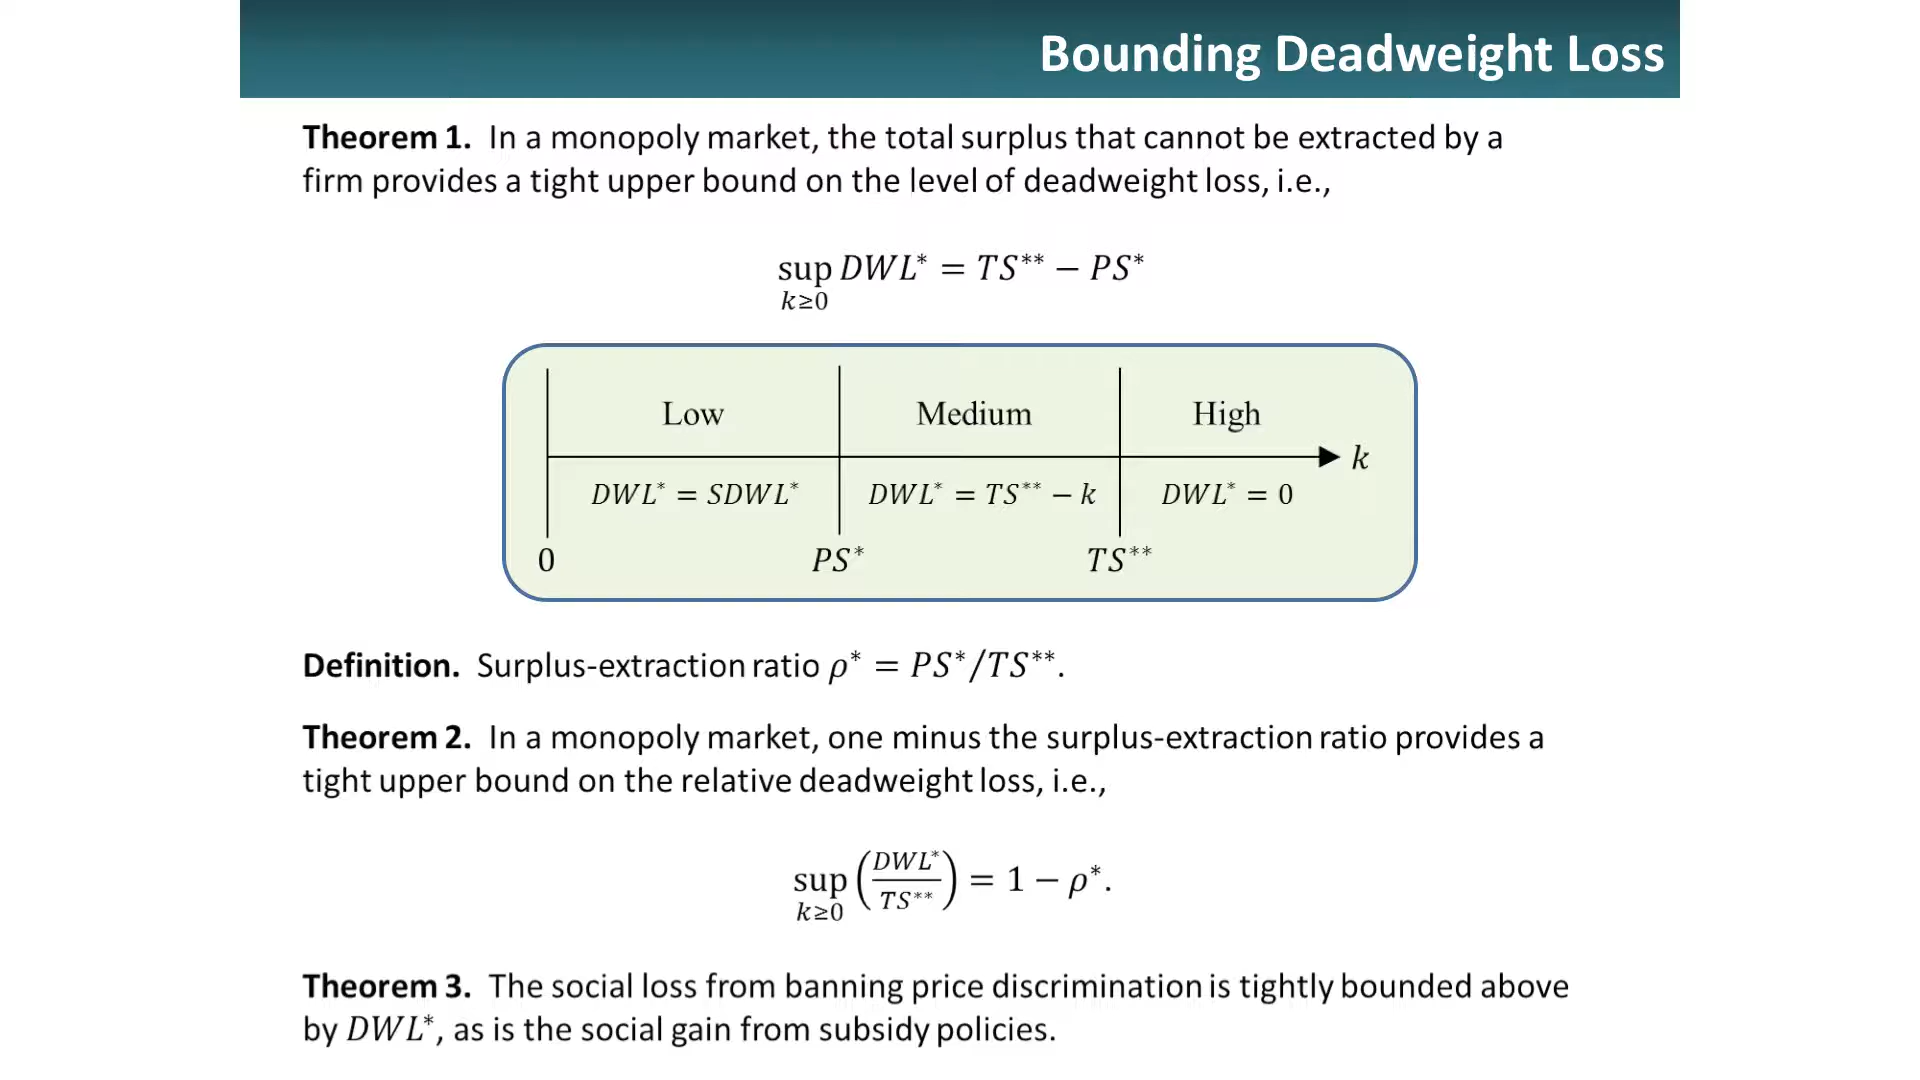 Bounding Deadweight Loss
Theorem 1. In a monopoly market, the total surplus that cannot be extracted by a
firm provides a tight upper bound on the level of deadweight loss, i.e.,
sup DWL* = TS** − PS*
k≥0
Low Medium High
k
DWL* = SDWL* DWL* = TS** − k DWL* = 0
0 PS* TS**
Definition. Surplus-extraction ratio ρ* = PS*/TS**.
Theorem 2. In a monopoly market, one minus the surplus-extraction ratio provides a
tight upper bound on the relative deadweight loss, i.e.,
sup (DWL*/TS**) = 1 − ρ*.
k≥0
Theorem 3. The social loss from banning price discrimination is tightly bounded above
by DWL*, as is the social gain from subsidy policies.